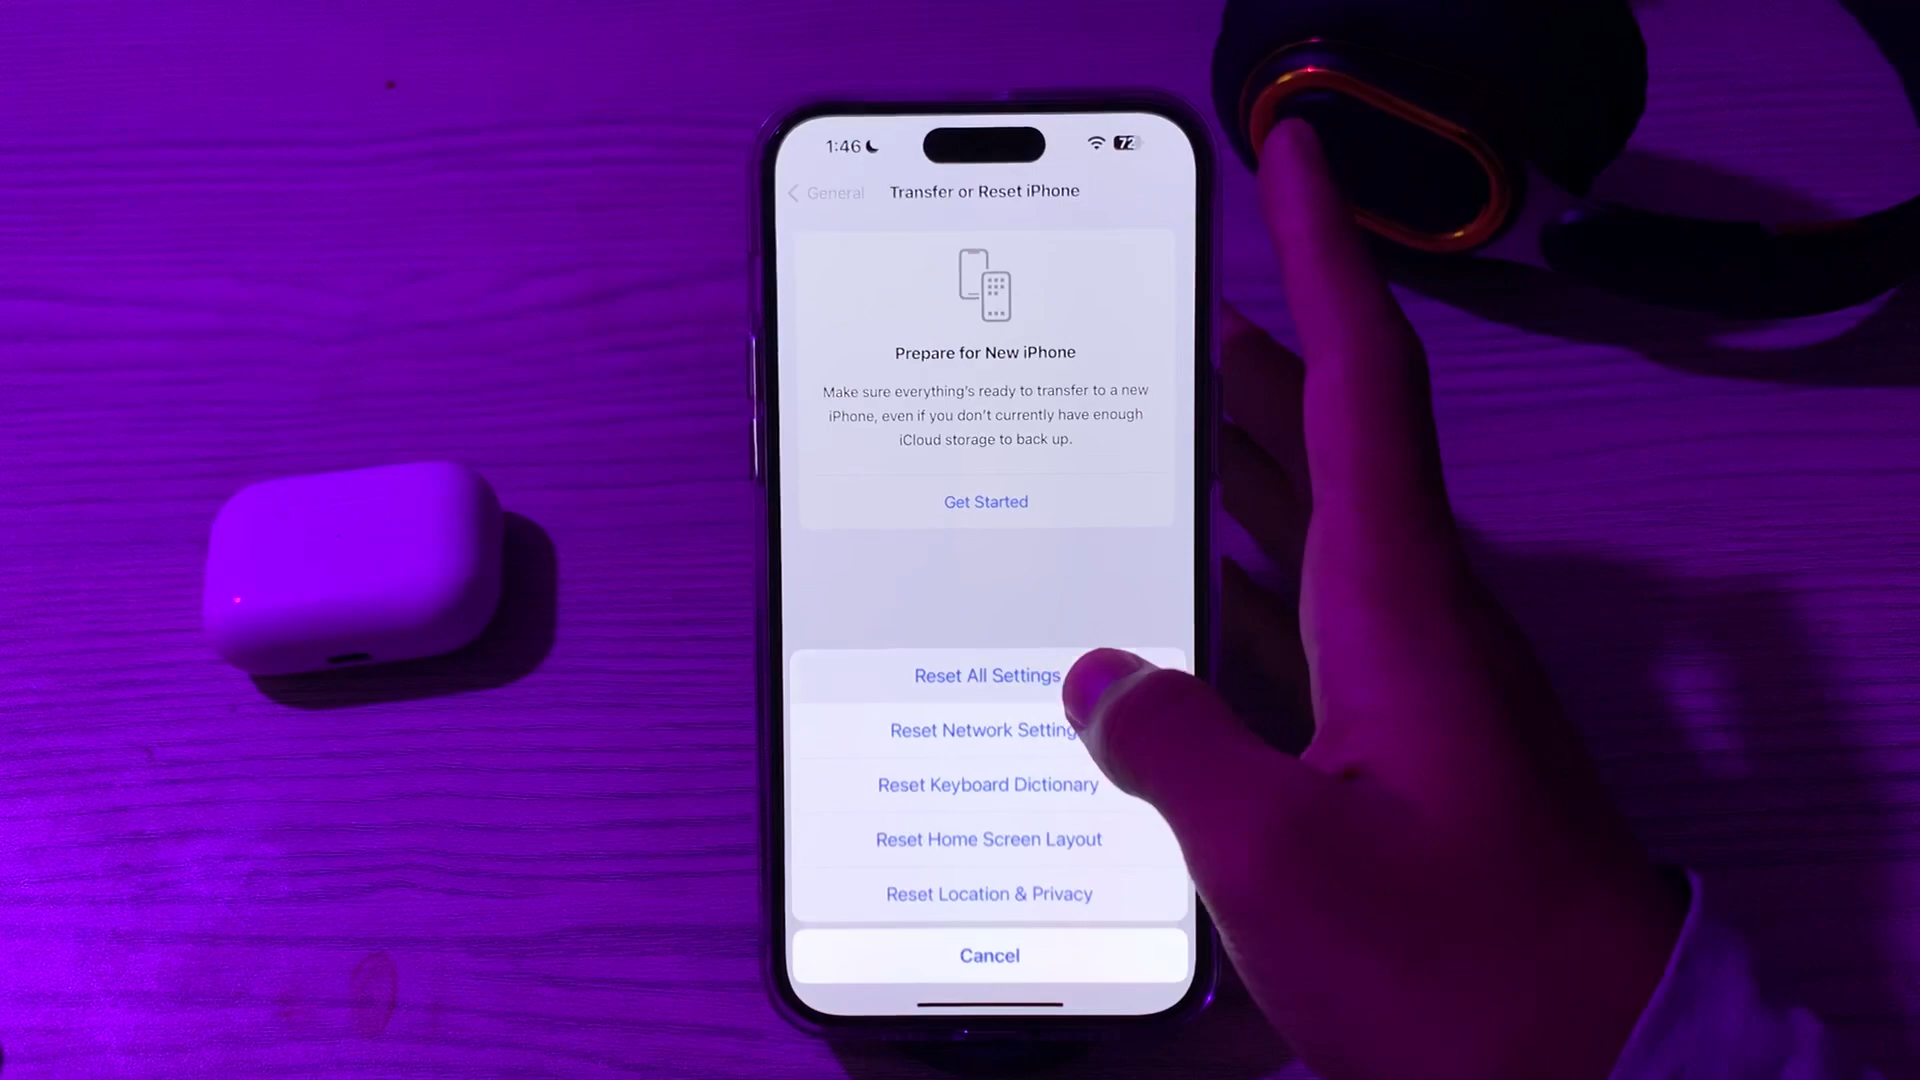 1:46
72
General
Transfer or Reset iPhone
Prepare for New iPhone
Make sure everything's ready to transfer to a new
iPhone, even if you don't currently have enough
iCloud storage to back up.
Get Started
Reset All Settings
Reset Network Setting
Reset Keyboard Dictionary
Reset Home Screen Layout
Reset Location & Privacy
Cancel